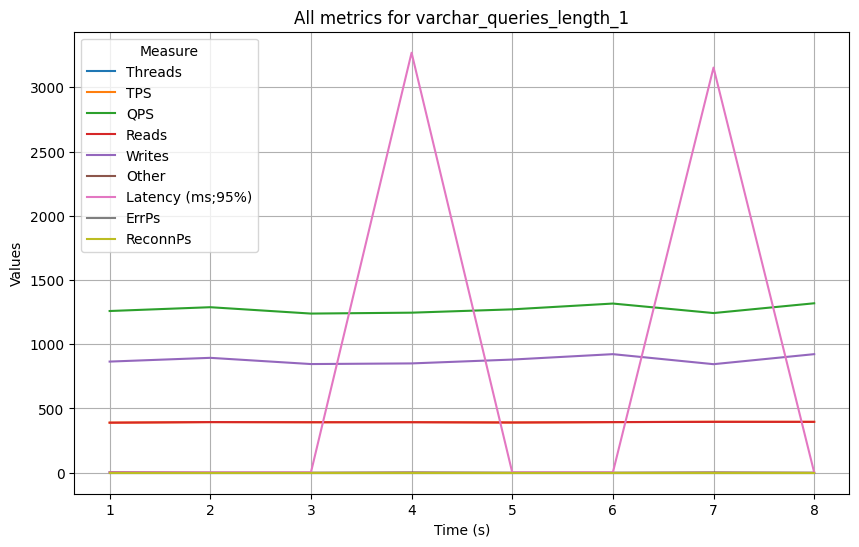 All metrics for varchar_queries_length_1
Measure
Threads
TPS
QPS
Reads
Writes
Other
Latency (ms;95%)
ErrPs
ReconnPs
3000
2500
2000
1500
1000
500
0
Values
1 2 3 4 5 6 7 8
Time (s)